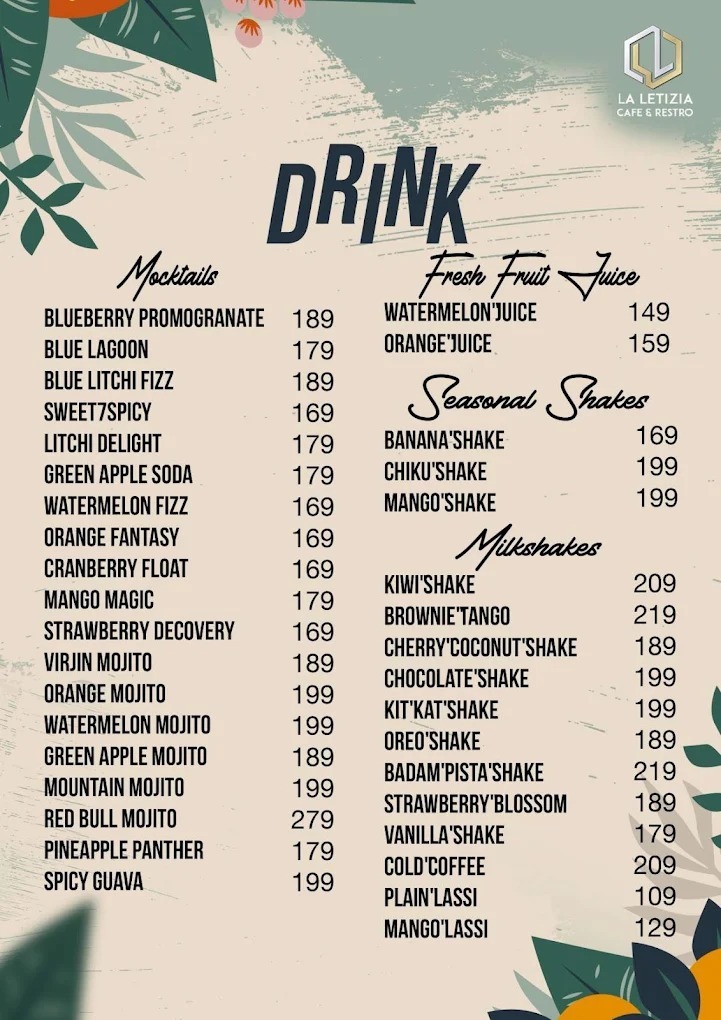 LA LETIZIA
CAFE & RESTRO
DRINK
Mocktails
BLUEBERRY PROMOGRANATE 189
BLUE LAGOON 179
BLUE LITCHI FIZZ 189
SWEET7SPICY 169
LITCHI DELIGHT 179
GREEN APPLE SODA 179
WATERMELON FIZZ 169
ORANGE FANTASY 169
CRANBERRY FLOAT 169
MANGO MAGIC 179
STRAWBERRY DECOVERY 169
VIRJIN MOJITO 189
ORANGE MOJITO 199
WATERMELON MOJITO 199
GREEN APPLE MOJITO 189
MOUNTAIN MOJITO 199
RED BULL MOJITO 279
PINEAPPLE PANTHER 179
SPICY GUAVA 199
Fresh Fruit Juice
WATERMELON'JUICE 149
ORANGE'JUICE 159
Seasonal Shakes
BANANA'SHAKE 169
CHIKU'SHAKE 199
MANGO'SHAKE 199
Milkshakes
KIWI'SHAKE 209
BROWNIE'TANGO 219
CHERRY'COCONUT'SHAKE 189
CHOCOLATE'SHAKE 199
KIT'KAT'SHAKE 199
OREO'SHAKE 189
BADAM'PISTA'SHAKE 219
STRAWBERRY'BLOSSOM 189
VANILLA'SHAKE 179
COLD'COFFEE 209
PLAIN'LASSI 109
MANGO'LASSI 129